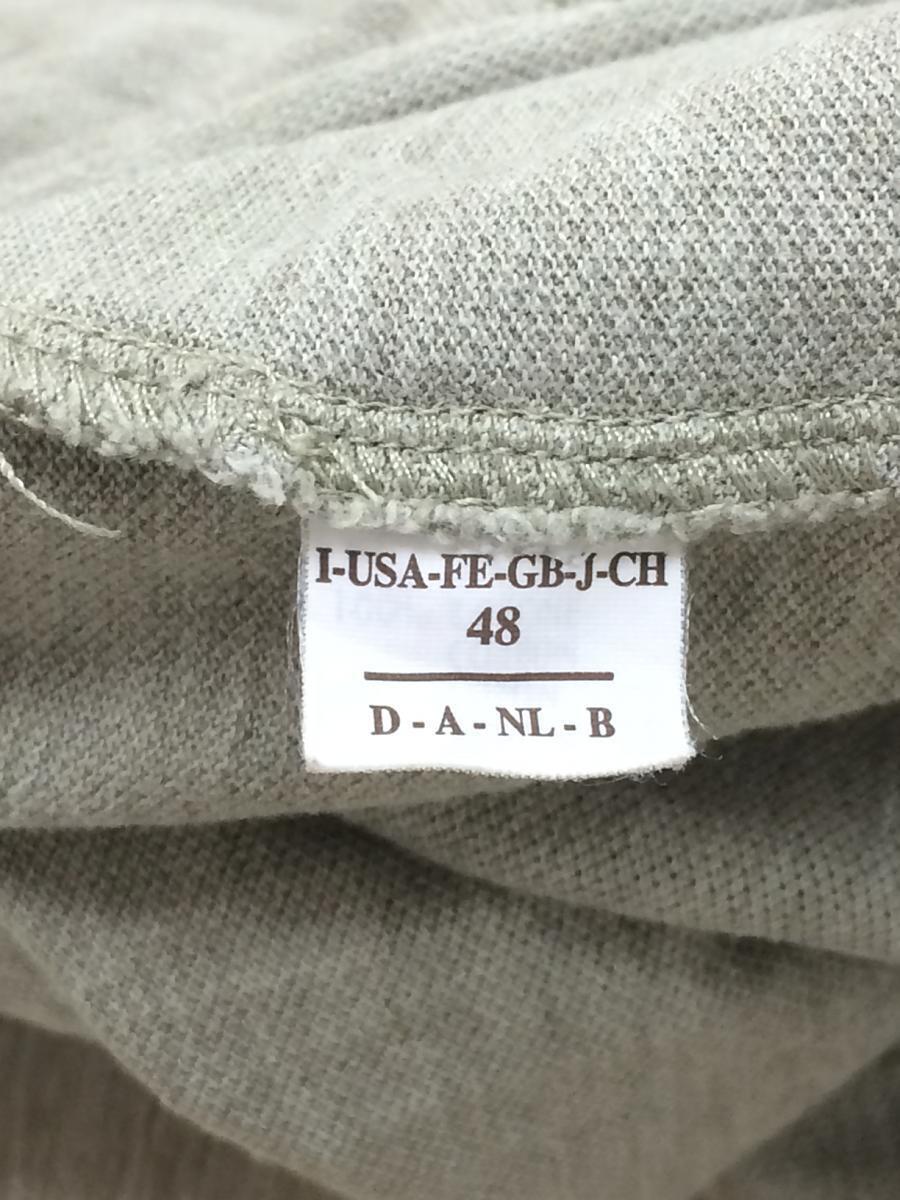 I-USA-FE-GB-J-CH
48
D - A - NL - B